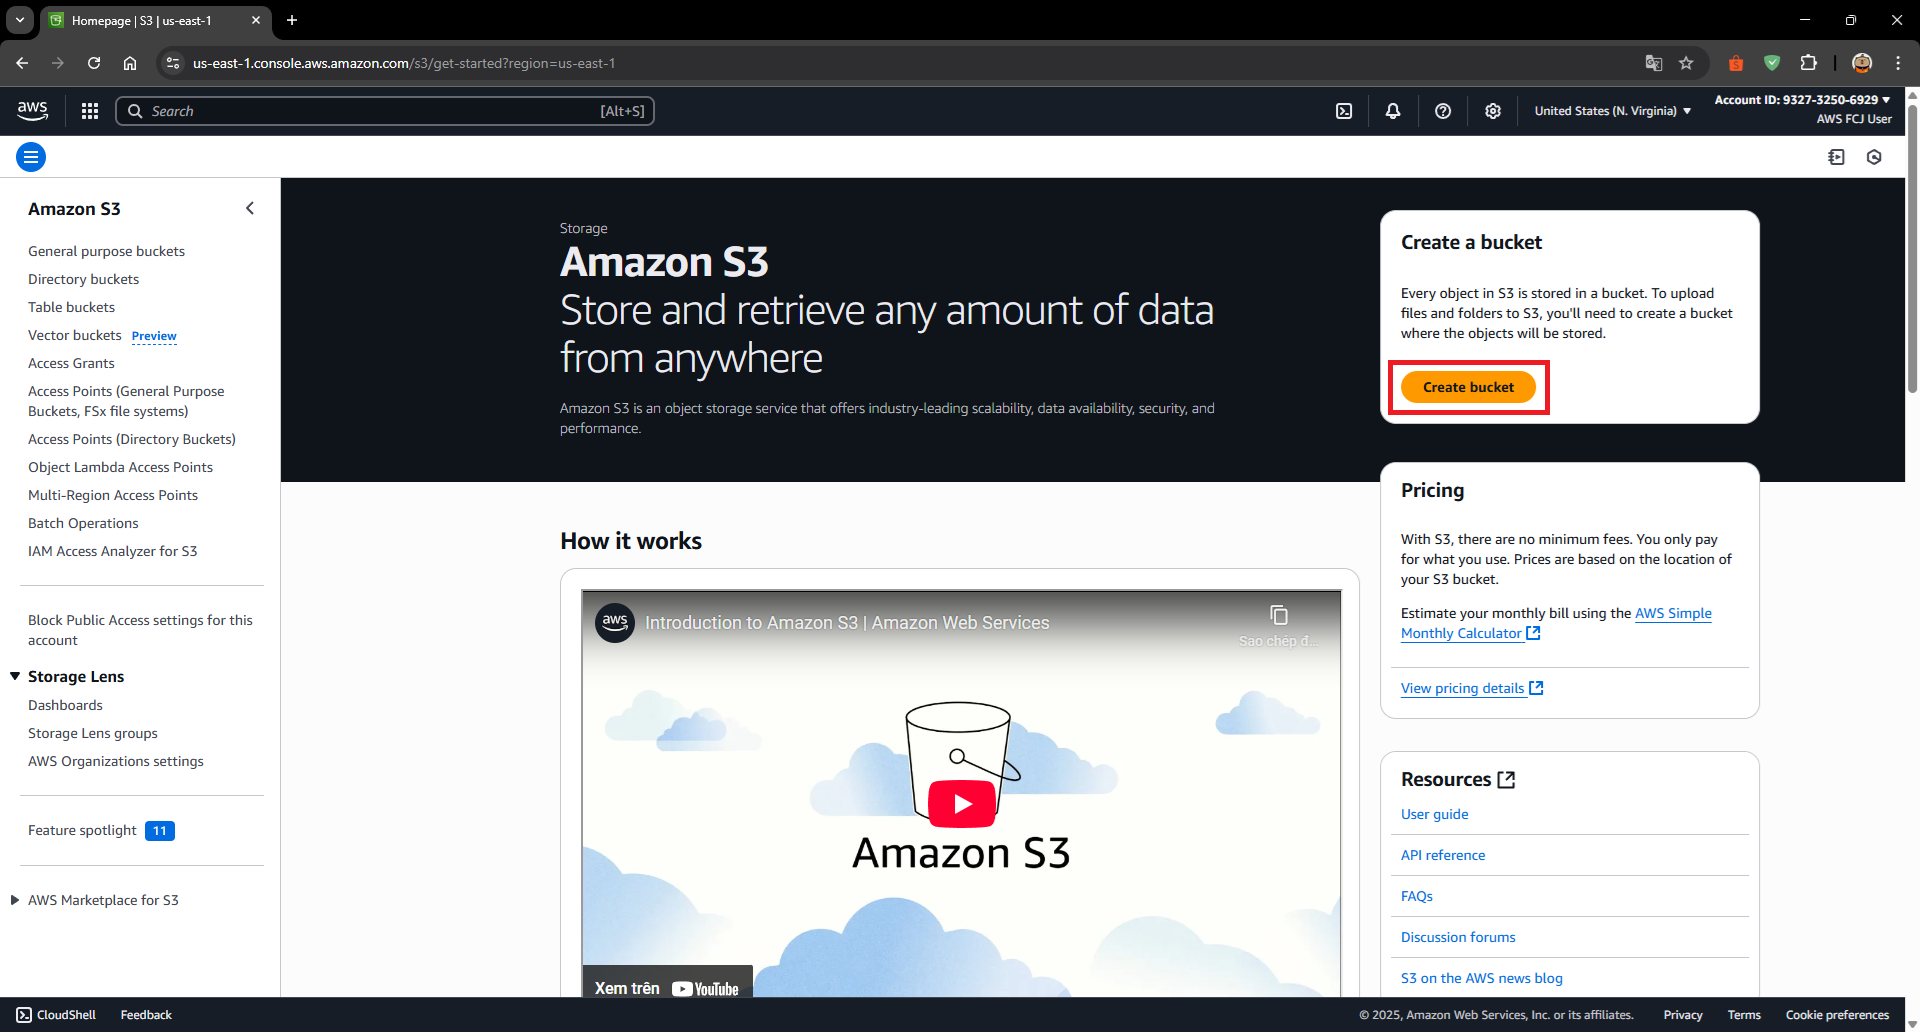 Homepage | S3 | us-east-1
us-east-1.console.aws.amazon.com/s3/get-started?region=us-east-1
aws
Search
[Alt+S]
United States (N. Virginia)
Account ID: 9327-3250-6929
AWS FCJ User
Amazon S3
General purpose buckets
Directory buckets
Table buckets
Vector buckets Preview
Access Grants
Access Points (General Purpose
Buckets, FSx file systems)
Access Points (Directory Buckets)
Object Lambda Access Points
Multi-Region Access Points
Batch Operations
IAM Access Analyzer for S3
Block Public Access settings for this
account
Storage Lens
Dashboards
Storage Lens groups
AWS Organizations settings
Feature spotlight 11
AWS Marketplace for S3
Storage
Amazon S3
Store and retrieve any amount of data
from anywhere
Amazon S3 is an object storage service that offers industry-leading scalability, data availability, security, and
performance.
How it works
aws
Introduction to Amazon S3 | Amazon Web Services
Sao chép đ...
Amazon S3
Xem trên YouTube
Create a bucket
Every object in S3 is stored in a bucket. To upload
files and folders to S3, you'll need to create a bucket
where the objects will be stored.
Create bucket
Pricing
With S3, there are no minimum fees. You only pay
for what you use. Prices are based on the location of
your S3 bucket.
Estimate your monthly bill using the AWS Simple
Monthly Calculator
View pricing details
Resources
User guide
API reference
FAQs
Discussion forums
S3 on the AWS news blog
CloudShell
Feedback
© 2025, Amazon Web Services, Inc. or its affiliates.
Privacy
Terms
Cookie preferences